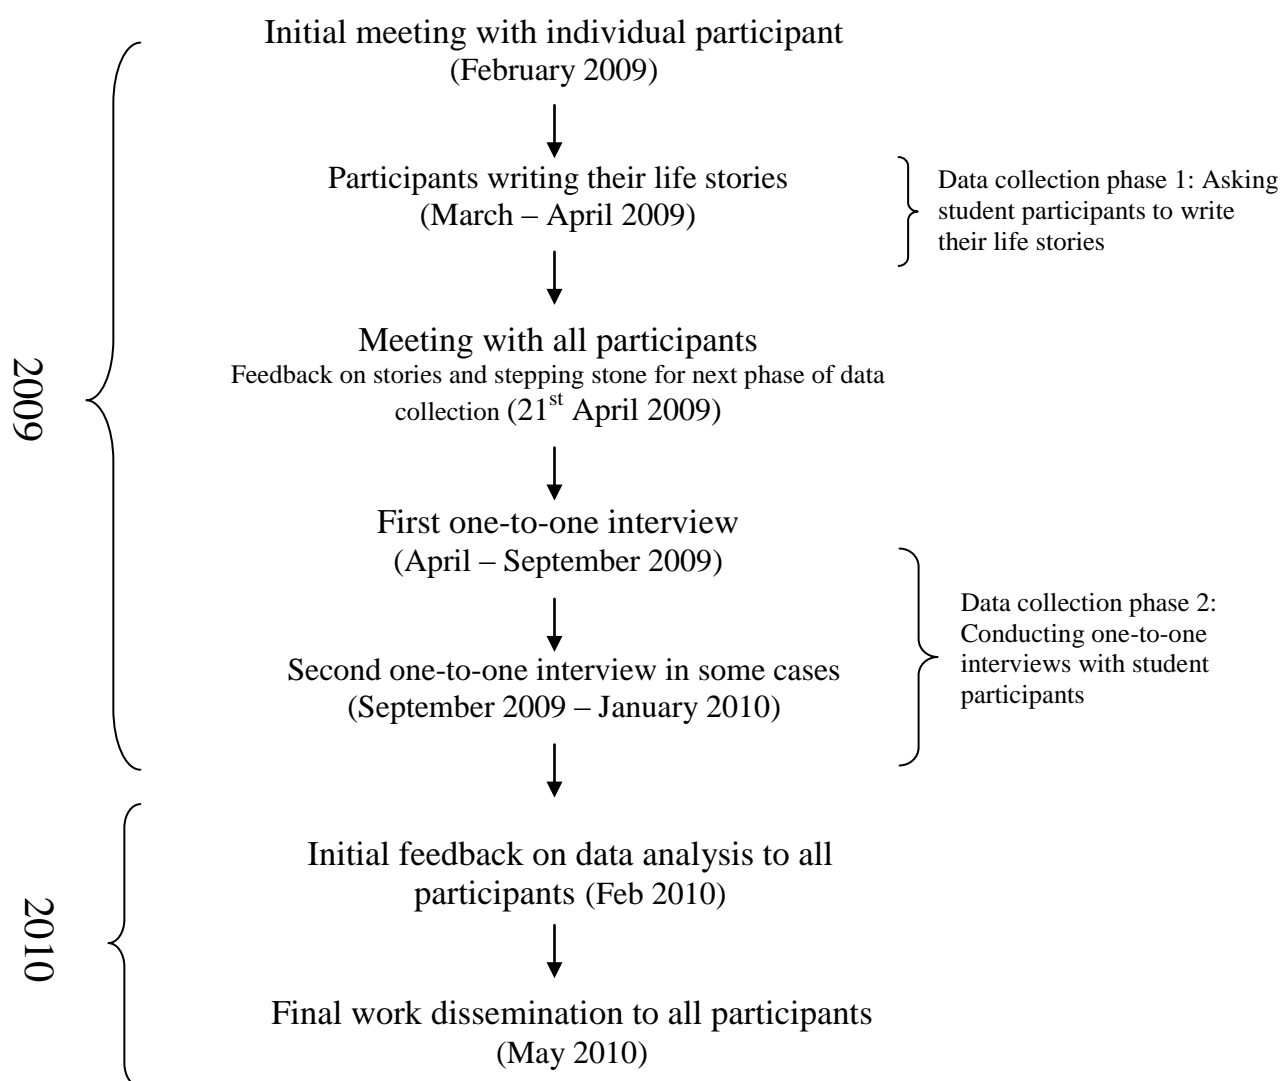 Initial meeting with individual participant
(February 2009)
Participants writing their life stories
(March – April 2009)
Data collection phase 1: Asking
student participants to write
their life stories
Meeting with all participants
Feedback on stories and stepping stone for next phase of data
collection (21st April 2009)
2009
First one-to-one interview
(April – September 2009)
Second one-to-one interview in some cases
(September 2009 – January 2010)
Data collection phase 2:
Conducting one-to-one
interviews with student
participants
Initial feedback on data analysis to all
participants (Feb 2010)
2010
Final work dissemination to all participants
(May 2010)